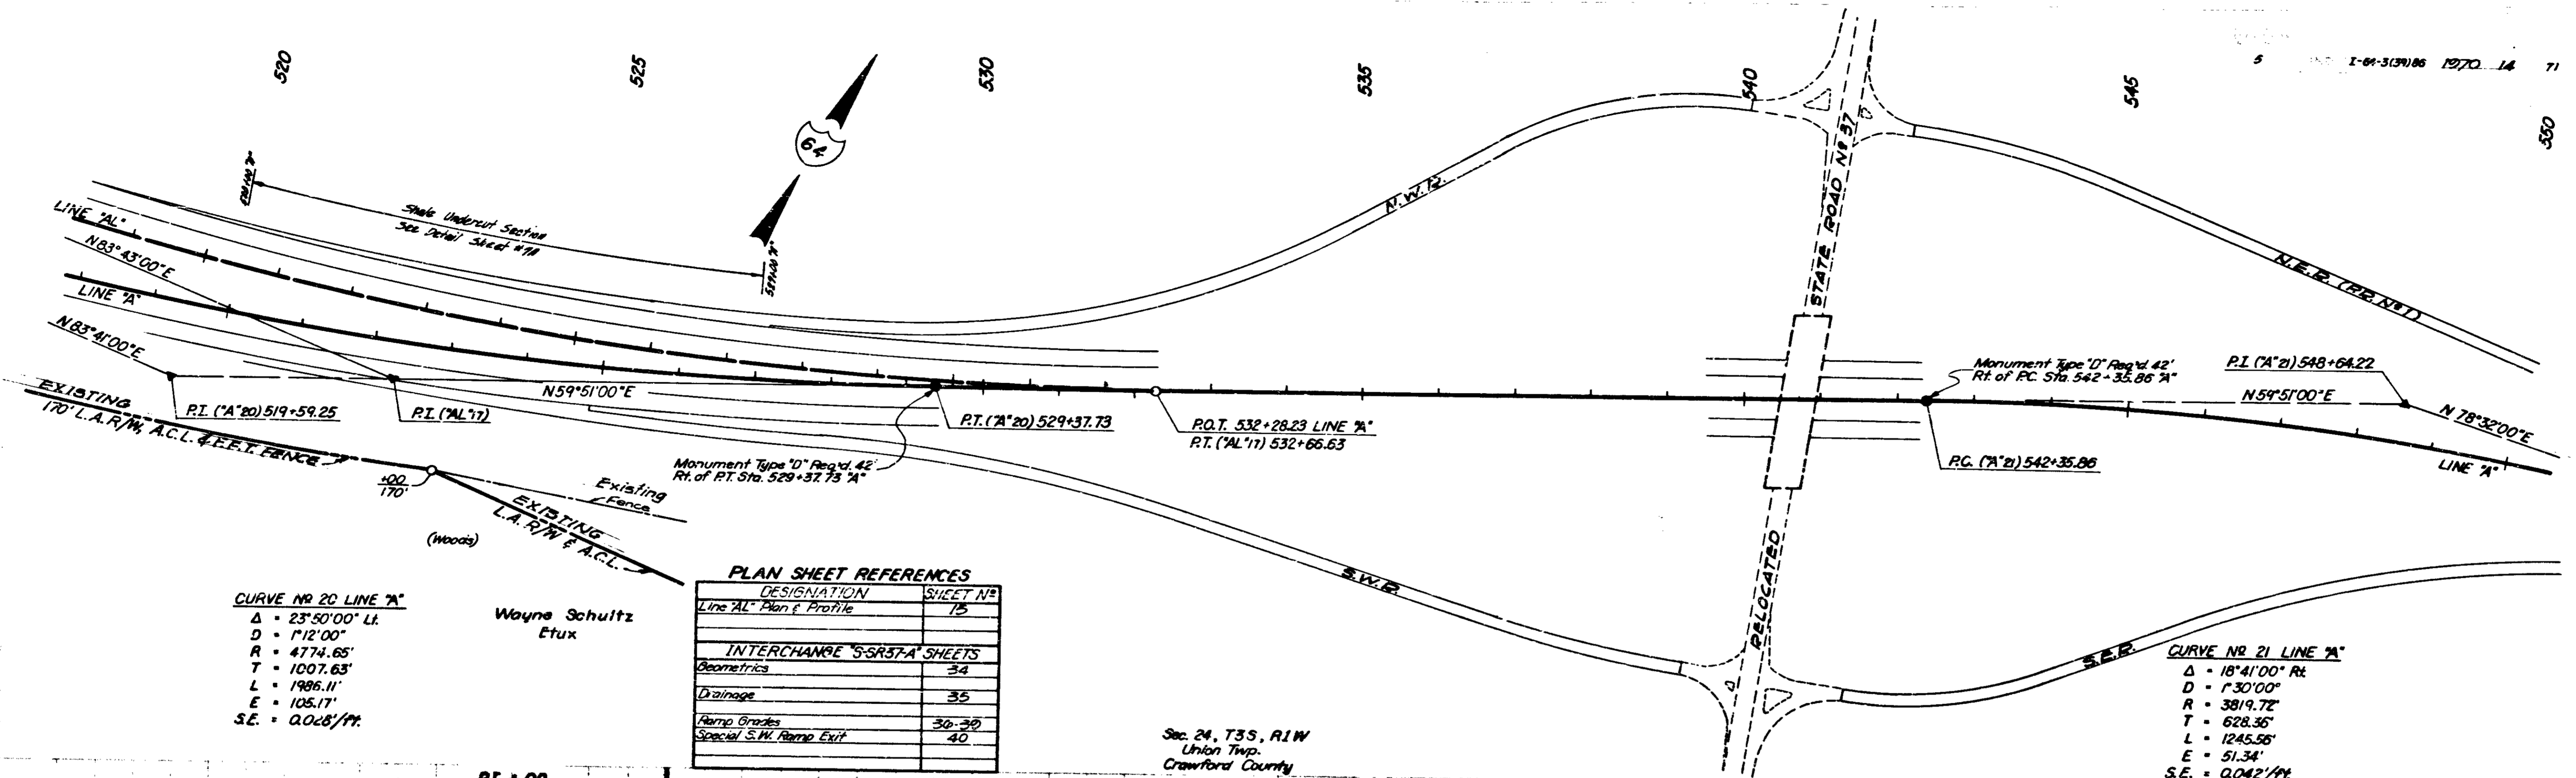 5 I-64-3(39)86 1970 14 71
520
525
530
535
540
545
550
64
LINE "AL"
N 83°43'00"E
LINE "A"
N 83°41'00"E
Shale Undercut Section
See Detail Sheet #7A
N.W.R.
STATE ROAD Nº 37
N.E.R. (P.R. Nº 1)
EXISTING
170' L.A. R/W, A.C.L. & F.E.T. FENCE
P.I. ("A"20) 519+59.25
P.I. ("AL"17)
N59°51'00"E
P.T. ("A"20) 529+37.73
P.O.T. 532+28.23 LINE "A"
P.T. ("AL"17) 532+66.63
Monument Type "D" Req'd. 42'
Rt. of P.T. Sta. 529+37.73 "A"
Monument Type "D" Req'd 42'
Rt. of P.C. Sta. 542+35.86 "A"
P.C. ("A"21) 542+35.86
P.I. ("A"21) 548+64.22
N59°51'00"E
N 78°32'00"E
LINE "A"
+00
170'
Existing
Fence
EXISTING
L.A. R/W & A.C.L.
(Woods)
S.W.R.
RELOCATED
S.E.R.
Wayne Schultz
Etux
CURVE Nº 20 LINE "A"
Δ = 23°50'00" Lt.
D = 1°12'00"
R = 4774.65'
T = 1007.63'
L = 1986.11'
E = 105.17'
S.E. = 0.028'/Ft.
PLAN SHEET REFERENCES
DESIGNATION SHEET Nº
Line "AL" Plan & Profile 15
INTERCHANGE "S-SR37-A" SHEETS
Geometrics 34
Drainage 35
Ramp Grades 36-39
Special S.W. Ramp Exit 40
Sec. 24, T3S, R1W
Union Twp.
Crawford County
CURVE Nº 21 LINE "A"
Δ = 18°41'00" Rt.
D = 1°30'00"
R = 3819.72'
T = 628.36'
L = 1245.56'
E = 51.34'
S.E. = 0.042'/Ft.